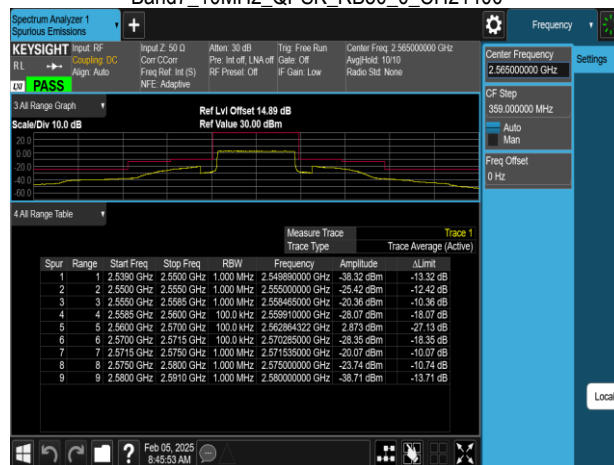 Spectrum Analyzer 1
Spurious Emissions
Frequency
KEYSIGHT
RL
LXI
PASS
Input: RF
Coupling: DC
Align: Auto
Input Z: 50 Ω
Corr CCorr
Freq Ref: Int (S)
NFE: Adaptive
Atten: 30 dB
Pre: Int off, LNA off
RF Presel: Off
Trig: Free Run
Gate: Off
IF Gain: Low
Center Freq: 2.565000000 GHz
Avg|Hold: 10/10
Radio Std: None
Center Frequency
2.565000000 GHz
Settings
CF Step
359.000000 MHz
Auto
Man
Freq Offset
0 Hz
3 All Range Graph
Scale/Div 10.0 dB
Ref Lvl Offset 14.89 dB
Ref Value 30.00 dBm
20.0
0.00
-20.0
-40.0
-60.0
4 All Range Table
Measure Trace Trace 1
Trace Type Trace Average (Active)
Spur Range Start Freq Stop Freq RBW Frequency Amplitude ΔLimit
1 1 2.5390 GHz 2.5500 GHz 1.000 MHz 2.549890000 GHz -38.32 dBm -13.32 dB
2 2 2.5500 GHz 2.5550 GHz 1.000 MHz 2.555000000 GHz -25.42 dBm -12.42 dB
3 3 2.5550 GHz 2.5585 GHz 1.000 MHz 2.558465000 GHz -20.36 dBm -10.36 dB
4 4 2.5585 GHz 2.5600 GHz 100.0 kHz 2.559910000 GHz -28.07 dBm -18.07 dB
5 5 2.5600 GHz 2.5700 GHz 100.0 kHz 2.562864322 GHz 2.873 dBm -27.13 dB
6 6 2.5700 GHz 2.5715 GHz 100.0 kHz 2.570285000 GHz -28.35 dBm -18.35 dB
7 7 2.5715 GHz 2.5750 GHz 1.000 MHz 2.571535000 GHz -20.07 dBm -10.07 dB
8 8 2.5750 GHz 2.5800 GHz 1.000 MHz 2.575000000 GHz -23.74 dBm -10.74 dB
9 9 2.5800 GHz 2.5910 GHz 1.000 MHz 2.580000000 GHz -38.71 dBm -13.71 dB
Local
Feb 05, 2025
8:45:53 AM